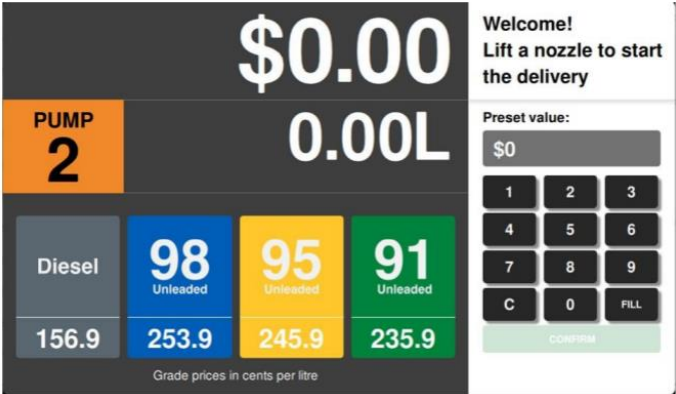 $0.00
PUMP
2
0.00L
Diesel
156.9
98
Unleaded
253.9
95
Unleaded
245.9
91
Unleaded
235.9
Grade prices in cents per litre
Welcome!
Lift a nozzle to start
the delivery
Preset value:
$0
1 2 3
4 5 6
7 8 9
C 0 FILL
CONFIRM